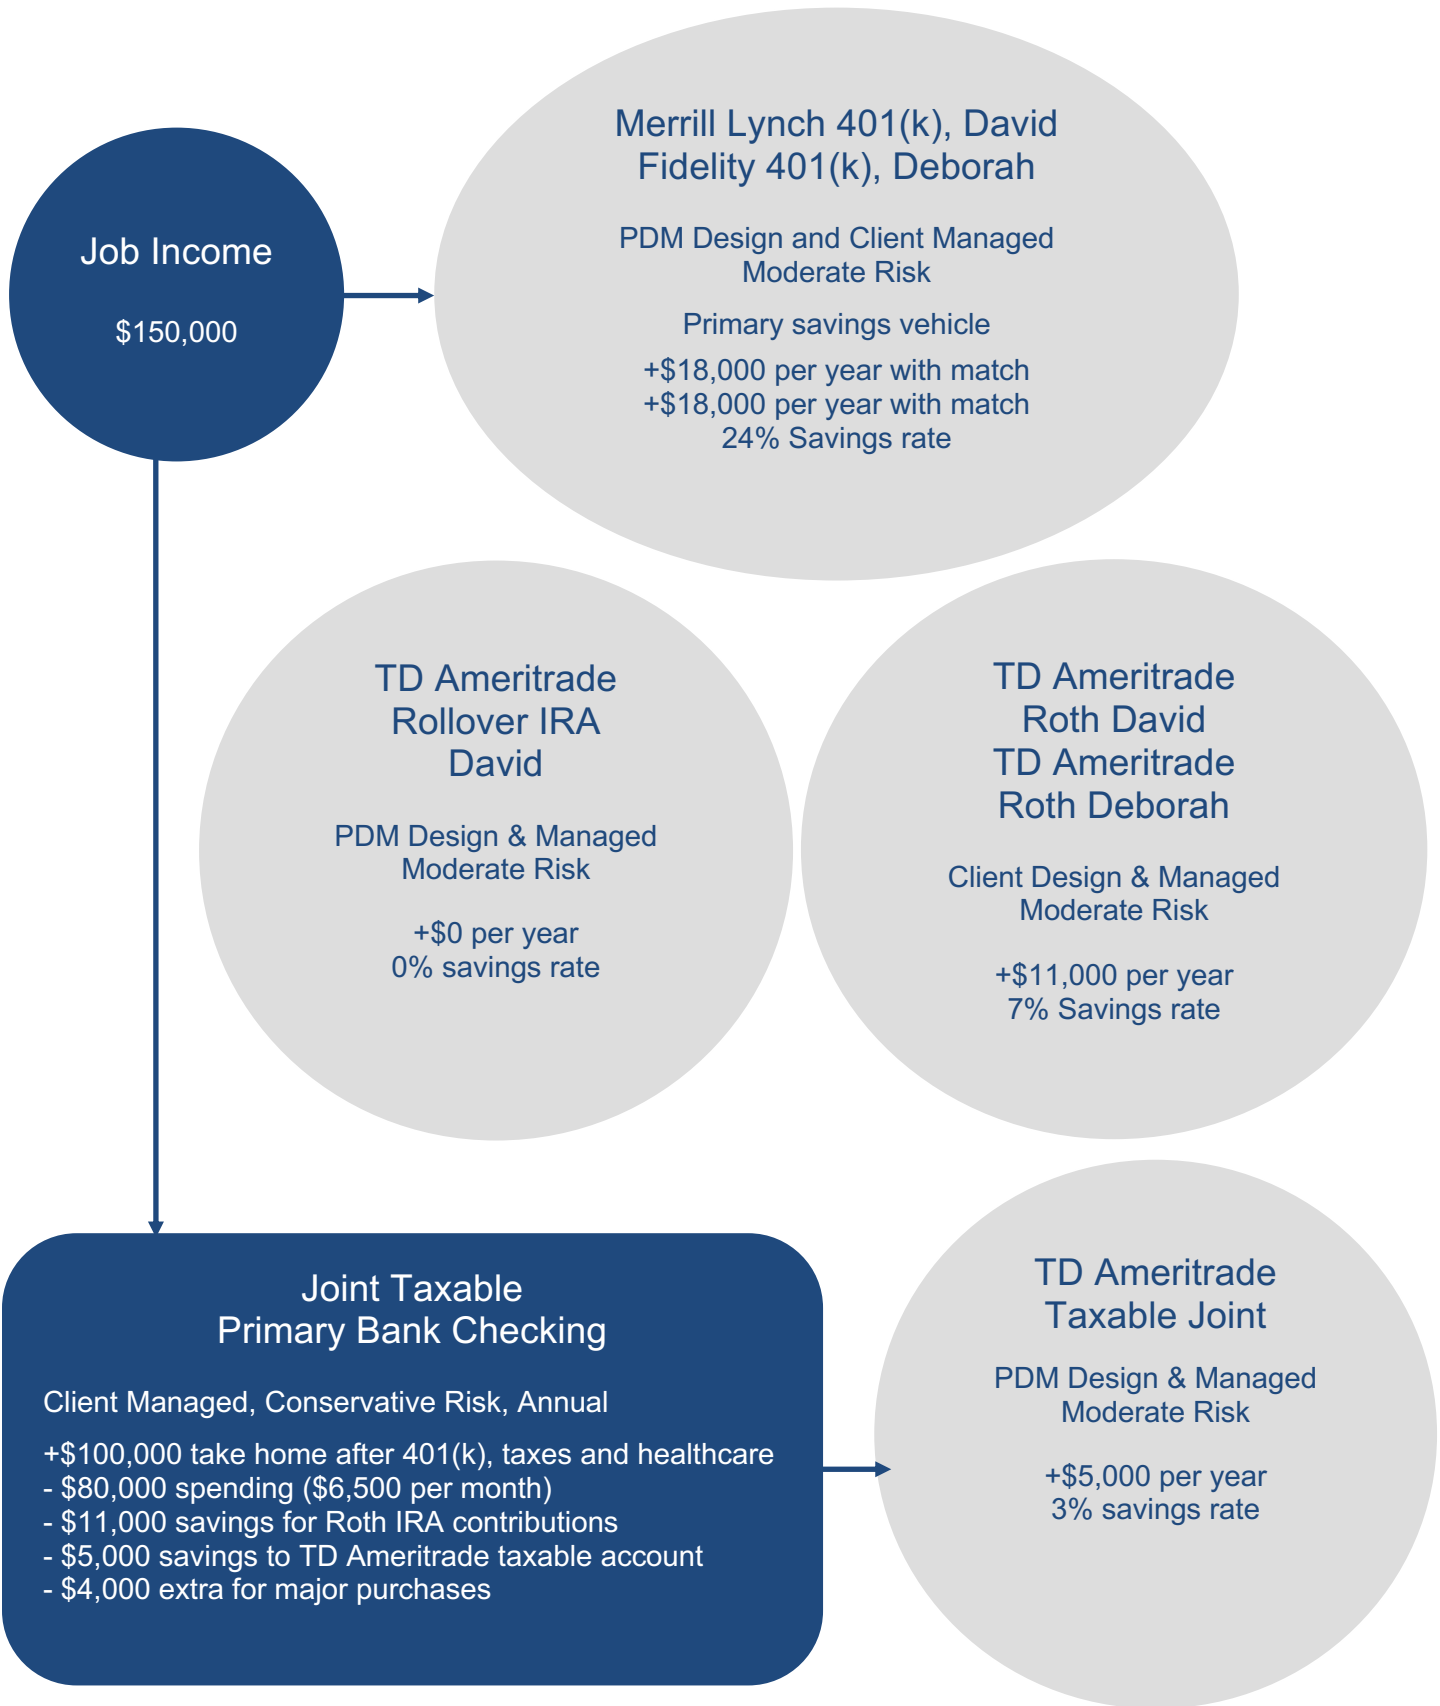 Job Income
$150,000
Merrill Lynch 401(k), David
Fidelity 401(k), Deborah
PDM Design and Client Managed
Moderate Risk
Primary savings vehicle
+$18,000 per year with match
+$18,000 per year with match
24% Savings rate
TD Ameritrade
Rollover IRA
David
PDM Design & Managed
Moderate Risk
+$0 per year
0% savings rate
TD Ameritrade
Roth David
TD Ameritrade
Roth Deborah
Client Design & Managed
Moderate Risk
+$11,000 per year
7% Savings rate
Joint Taxable
Primary Bank Checking
Client Managed, Conservative Risk, Annual
+$100,000 take home after 401(k), taxes and healthcare
- $80,000 spending ($6,500 per month)
- $11,000 savings for Roth IRA contributions
- $5,000 savings to TD Ameritrade taxable account
- $4,000 extra for major purchases
TD Ameritrade
Taxable Joint
PDM Design & Managed
Moderate Risk
+$5,000 per year
3% savings rate